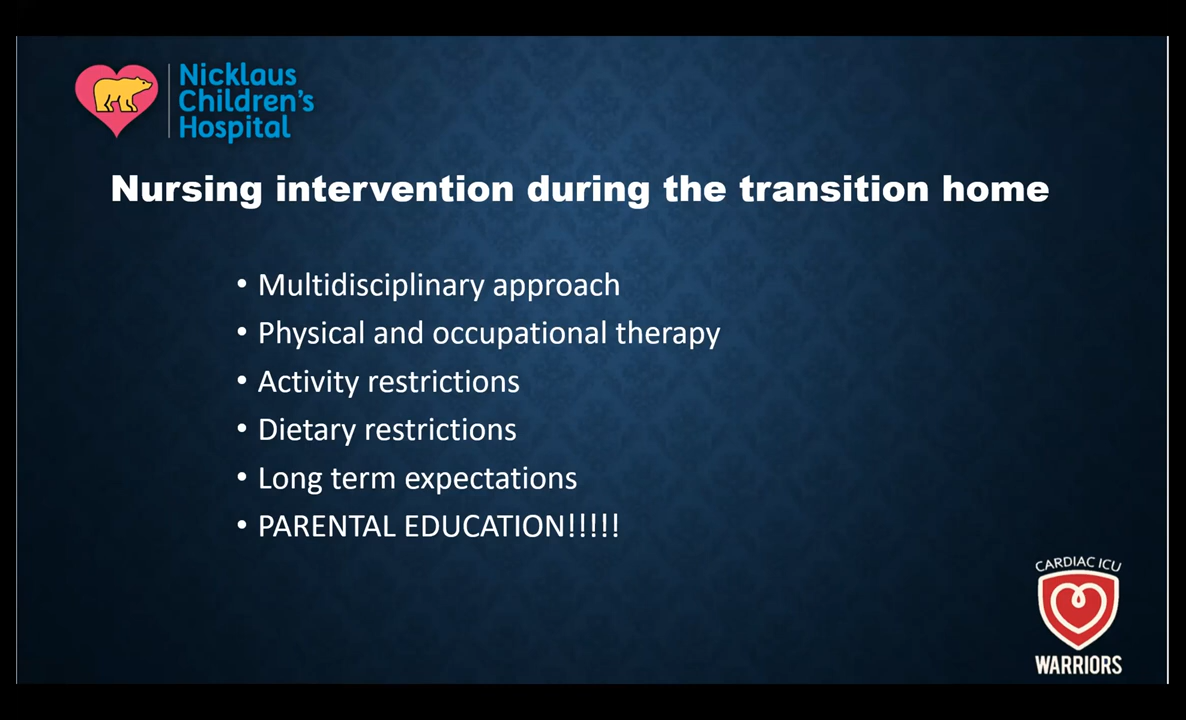 Nicklaus
Children's
Hospital
Nursing intervention during the transition home
• Multidisciplinary approach
• Physical and occupational therapy
• Activity restrictions
• Dietary restrictions
• Long term expectations
• PARENTAL EDUCATION!!!!!
CARDIAC ICU
WARRIORS